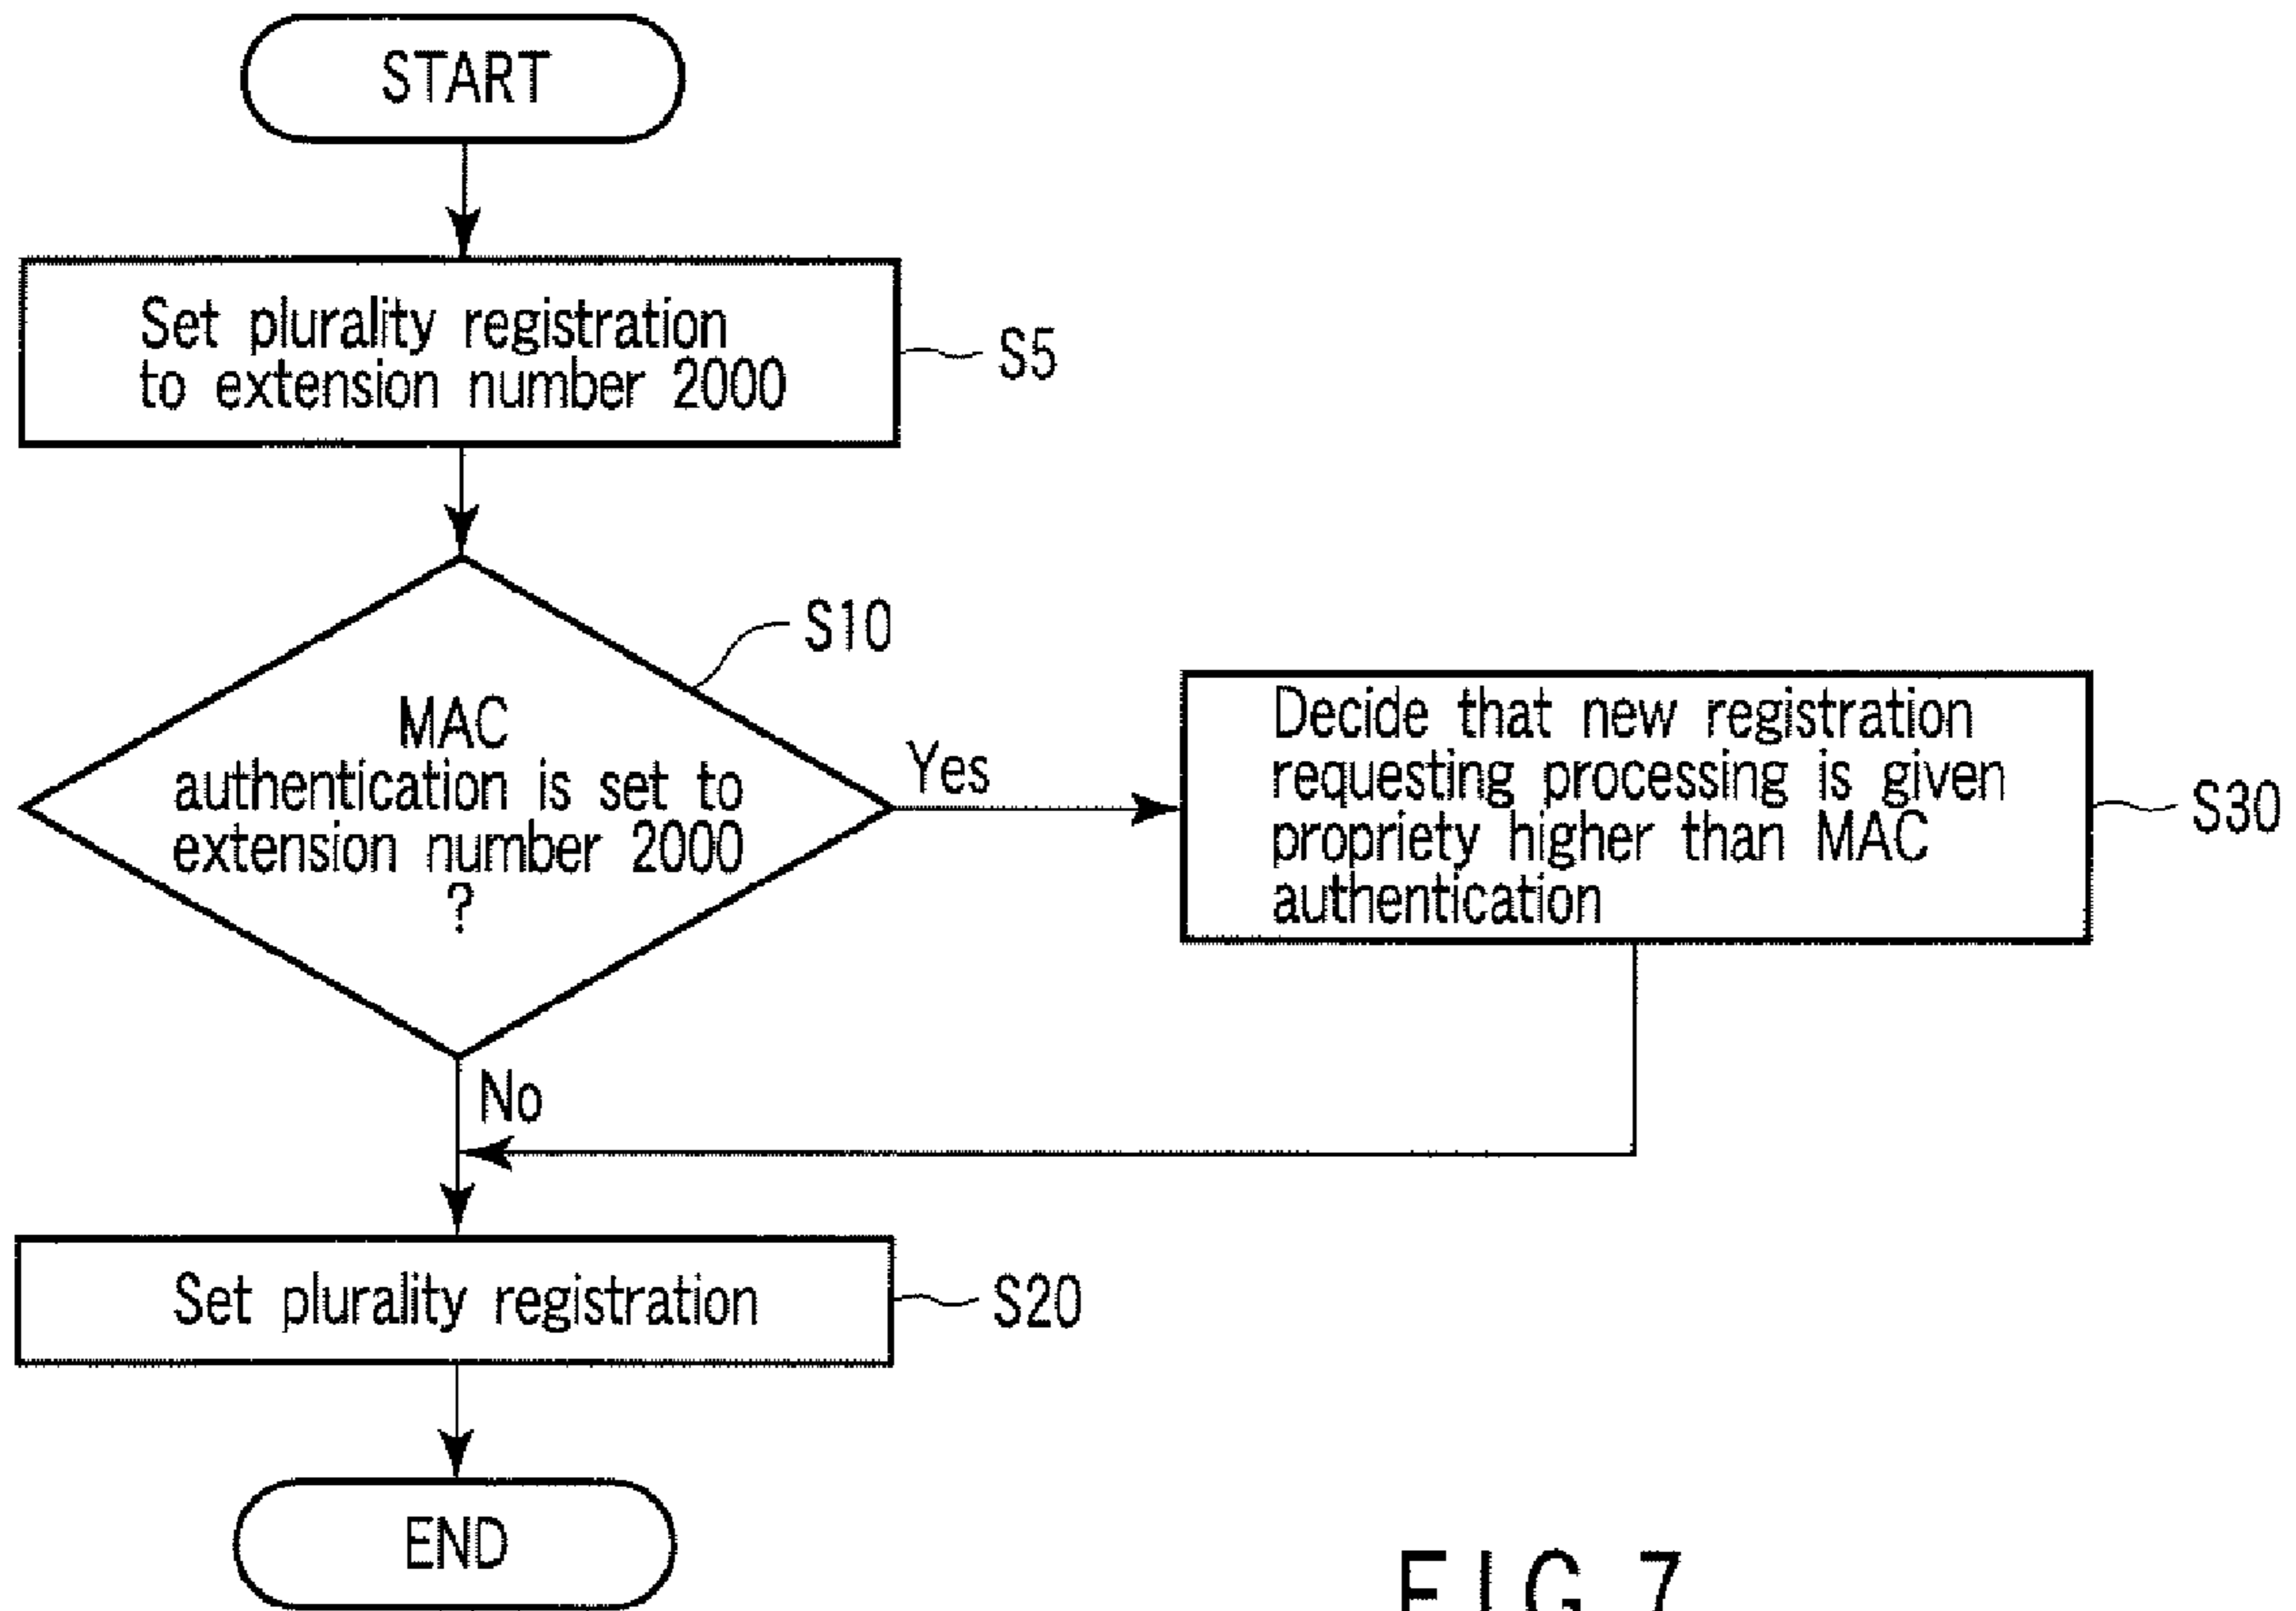 START
Set plurality registration
to extension number 2000
S5
S10
MAC
authentication is set to
extension number 2000
?
Yes
Decide that new registration
requesting processing is given
propriety higher than MAC
authentication
S30
No
Set plurality registration
S20
END
FIG. 7